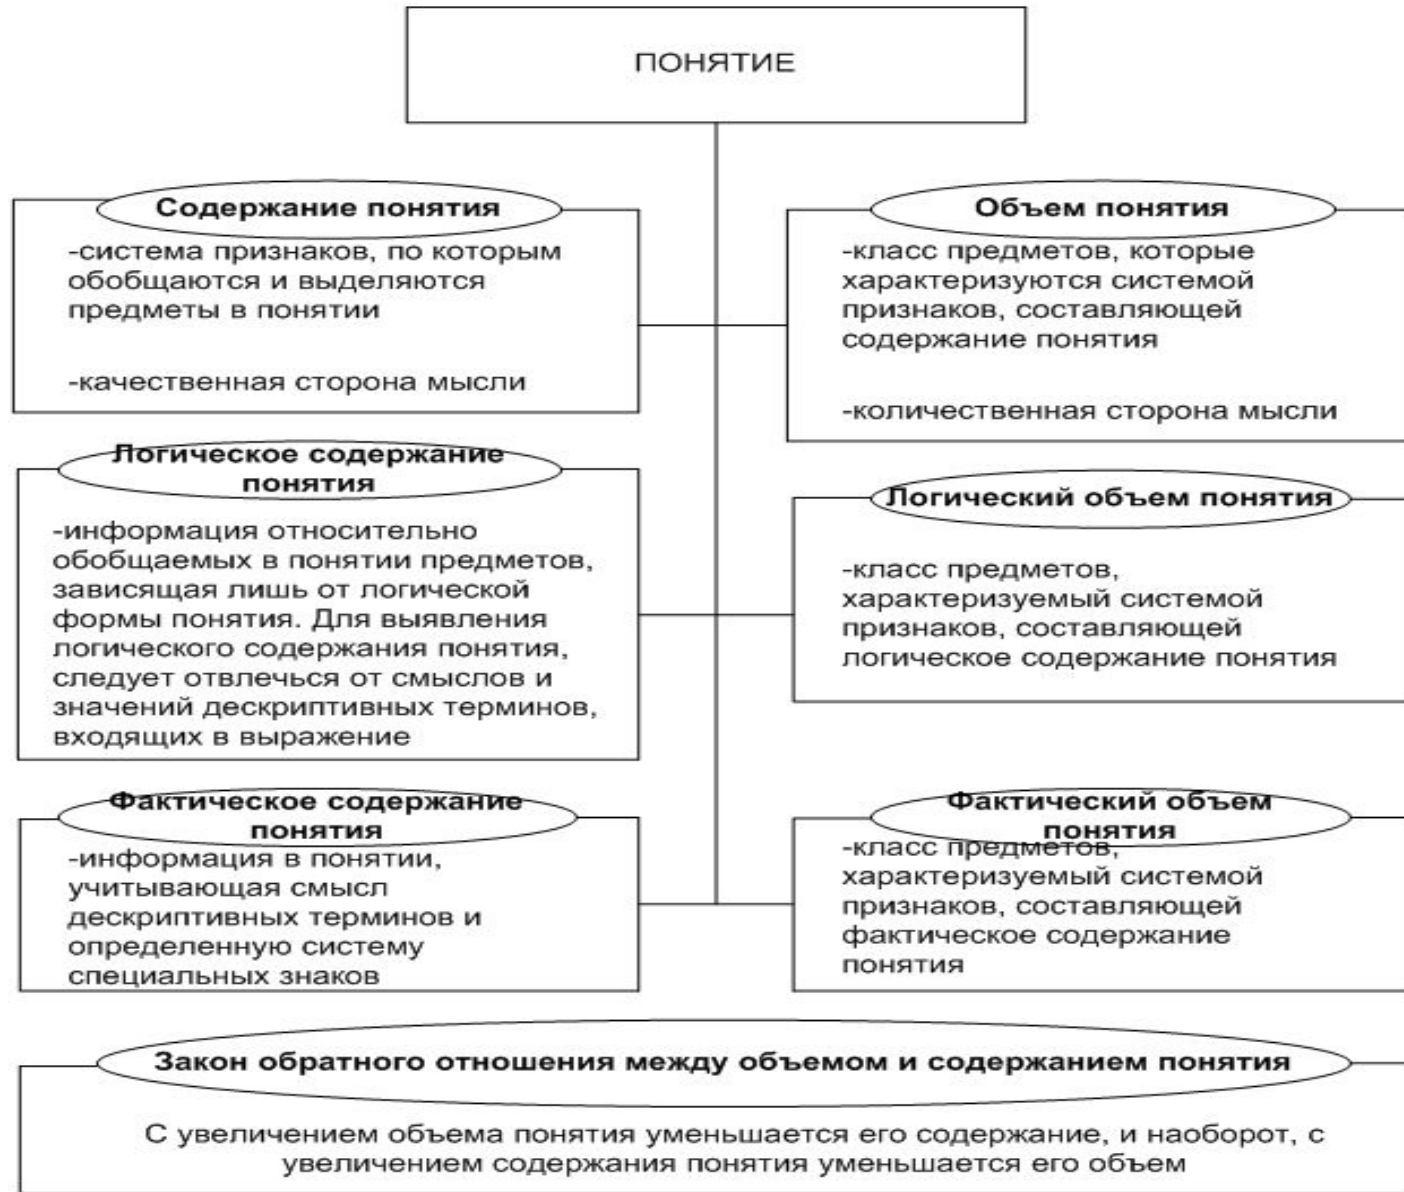 ПОНЯТИЕ
Содержание понятия
-система признаков, по которым
обобщаются и выделяются
предметы в понятии
-качественная сторона мысли
Объем понятия
-класс предметов, которые
характеризуются системой
признаков, составляющей
содержание понятия
-количественная сторона мысли
Логическое содержание
понятия
-информация относительно
обобщаемых в понятии предметов,
зависящая лишь от логической
формы понятия. Для выявления
логического содержания понятия,
следует отвлечься от смыслов и
значений дескриптивных терминов,
входящих в выражение
Логический объем понятия
-класс предметов,
характеризуемый системой
признаков, составляющей
логическое содержание понятия
Фактическое содержание
понятия
-информация в понятии,
учитывающая смысл
дескриптивных терминов и
определенную систему
специальных знаков
Фактический объем
понятия
-класс предметов,
характеризуемый системой
признаков, составляющей
фактическое содержание
понятия
Закон обратного отношения между объемом и содержанием понятия
С увеличением объема понятия уменьшается его содержание, и наоборот, с
увеличением содержания понятия уменьшается его объем